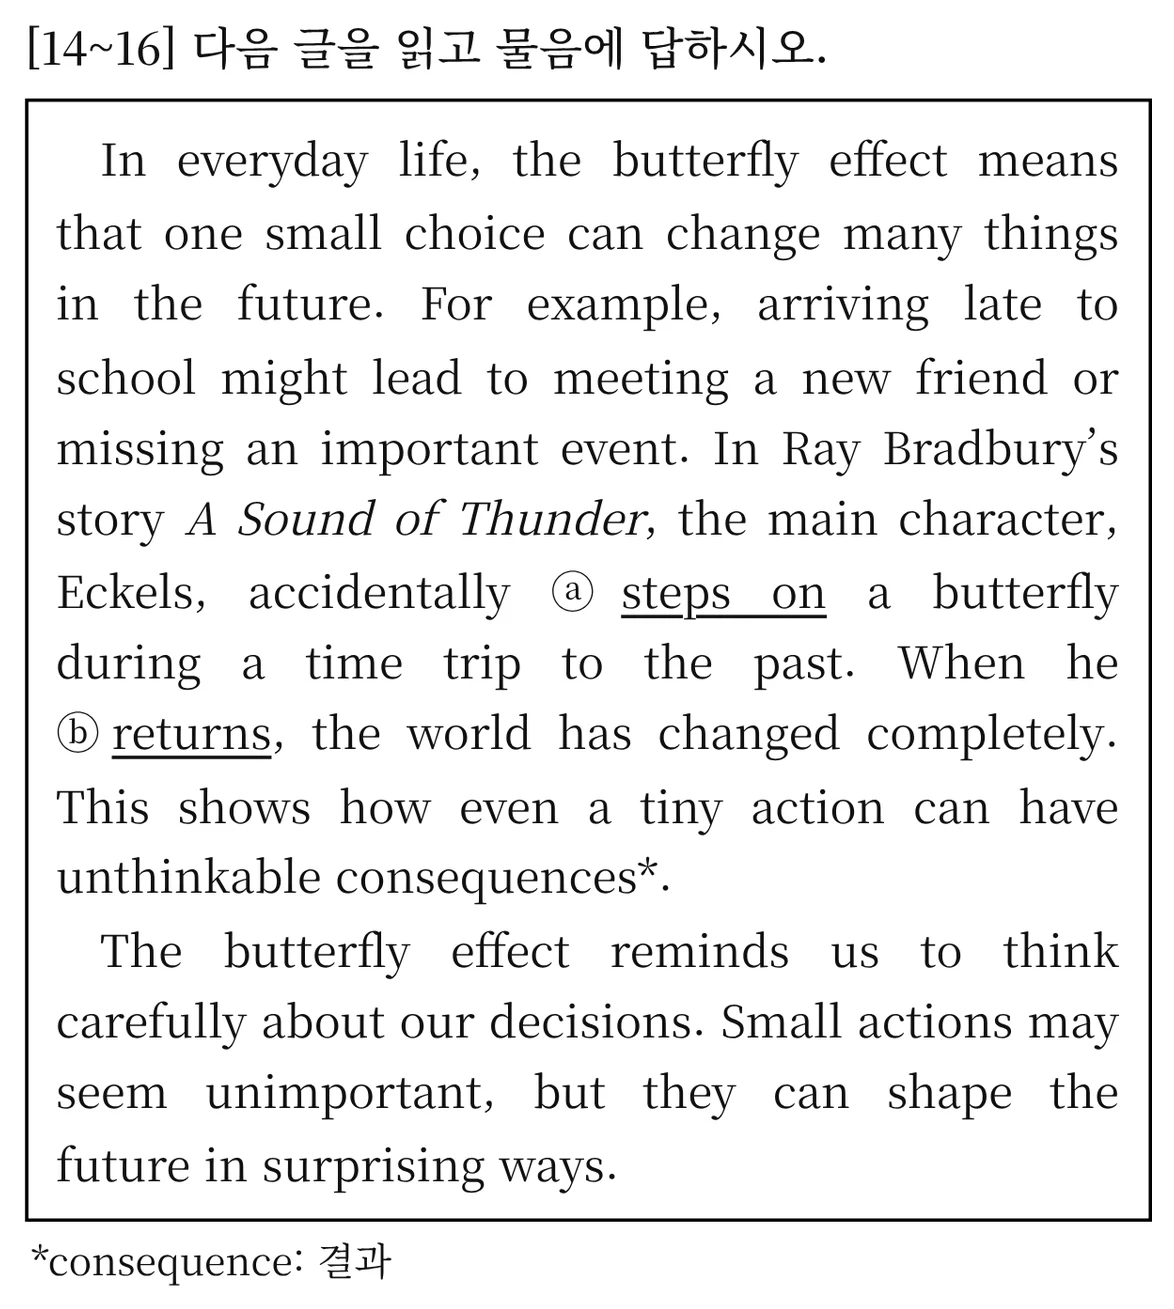 [14~16] 다음 글을 읽고 물음에 답하시오.
In everyday life, the butterfly effect means
that one small choice can change many things
in the future. For example, arriving late to
school might lead to meeting a new friend or
missing an important event. In Ray Bradbury’s
story A Sound of Thunder, the main character,
Eckels, accidentally ⓐ steps on a butterfly
during a time trip to the past. When he
ⓑ returns, the world has changed completely.
This shows how even a tiny action can have
unthinkable consequences*.
The butterfly effect reminds us to think
carefully about our decisions. Small actions may
seem unimportant, but they can shape the
future in surprising ways.
*consequence: 결과